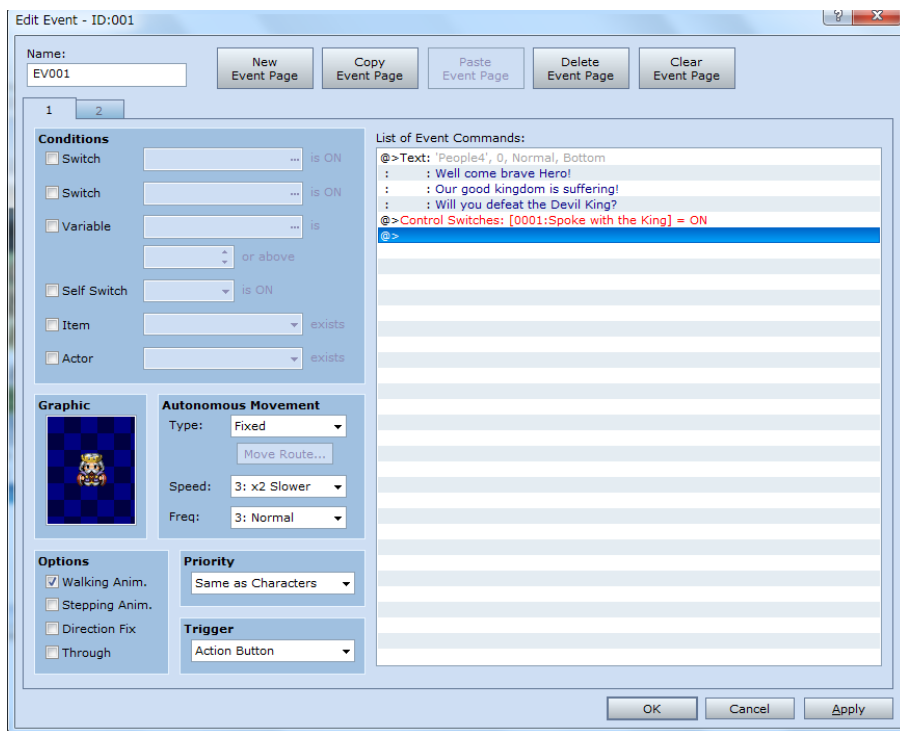 Edit Event - ID:001
Name:
EV001
New
Event Page
Copy
Event Page
Paste
Event Page
Delete
Event Page
Clear
Event Page
1 2
Conditions
Switch ... is ON
Switch ... is ON
Variable ... is
or above
Self Switch is ON
Item exists
Actor exists
Graphic
Autonomous Movement
Type: Fixed
Move Route...
Speed: 3: x2 Slower
Freq: 3: Normal
Options
Walking Anim.
Stepping Anim.
Direction Fix
Through
Priority
Same as Characters
Trigger
Action Button
List of Event Commands:
@>Text: 'People4', 0, Normal, Bottom
: : Well come brave Hero!
: : Our good kingdom is suffering!
: : Will you defeat the Devil King?
@>Control Switches: [0001:Spoke with the King] = ON
@>
OK Cancel Apply